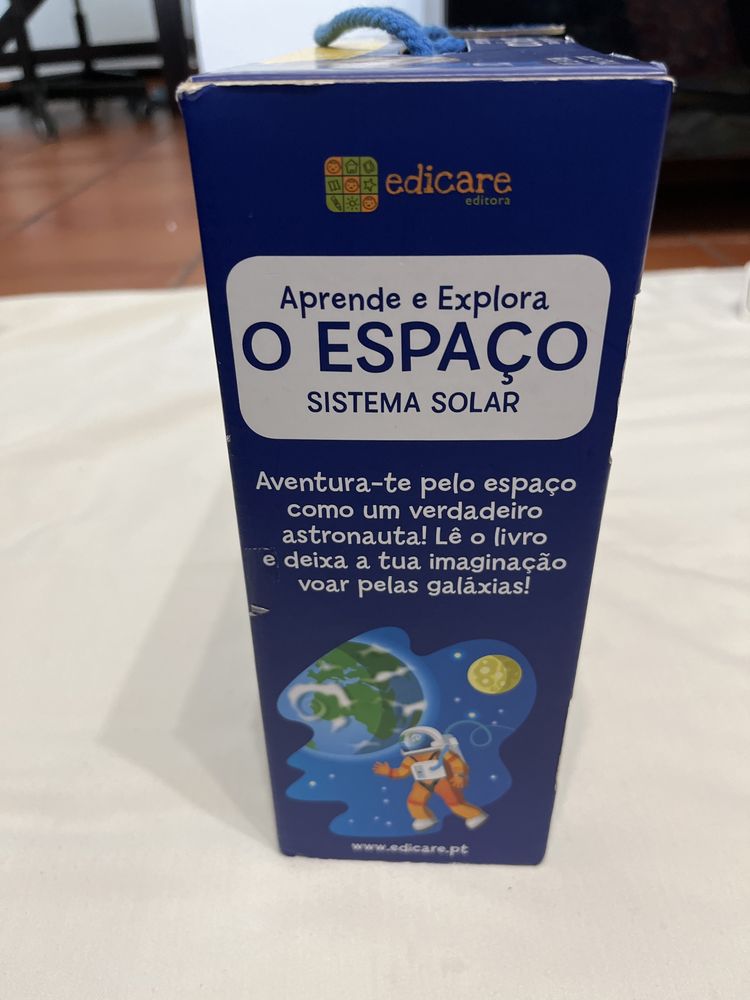 edicare
editora
Aprende e Explora
O ESPAÇO
SISTEMA SOLAR
Aventura-te pelo espaço
como um verdadeiro
astronauta! Lê o livro
e deixa a tua imaginação
voar pelas galáxias!
www.edicare.pt